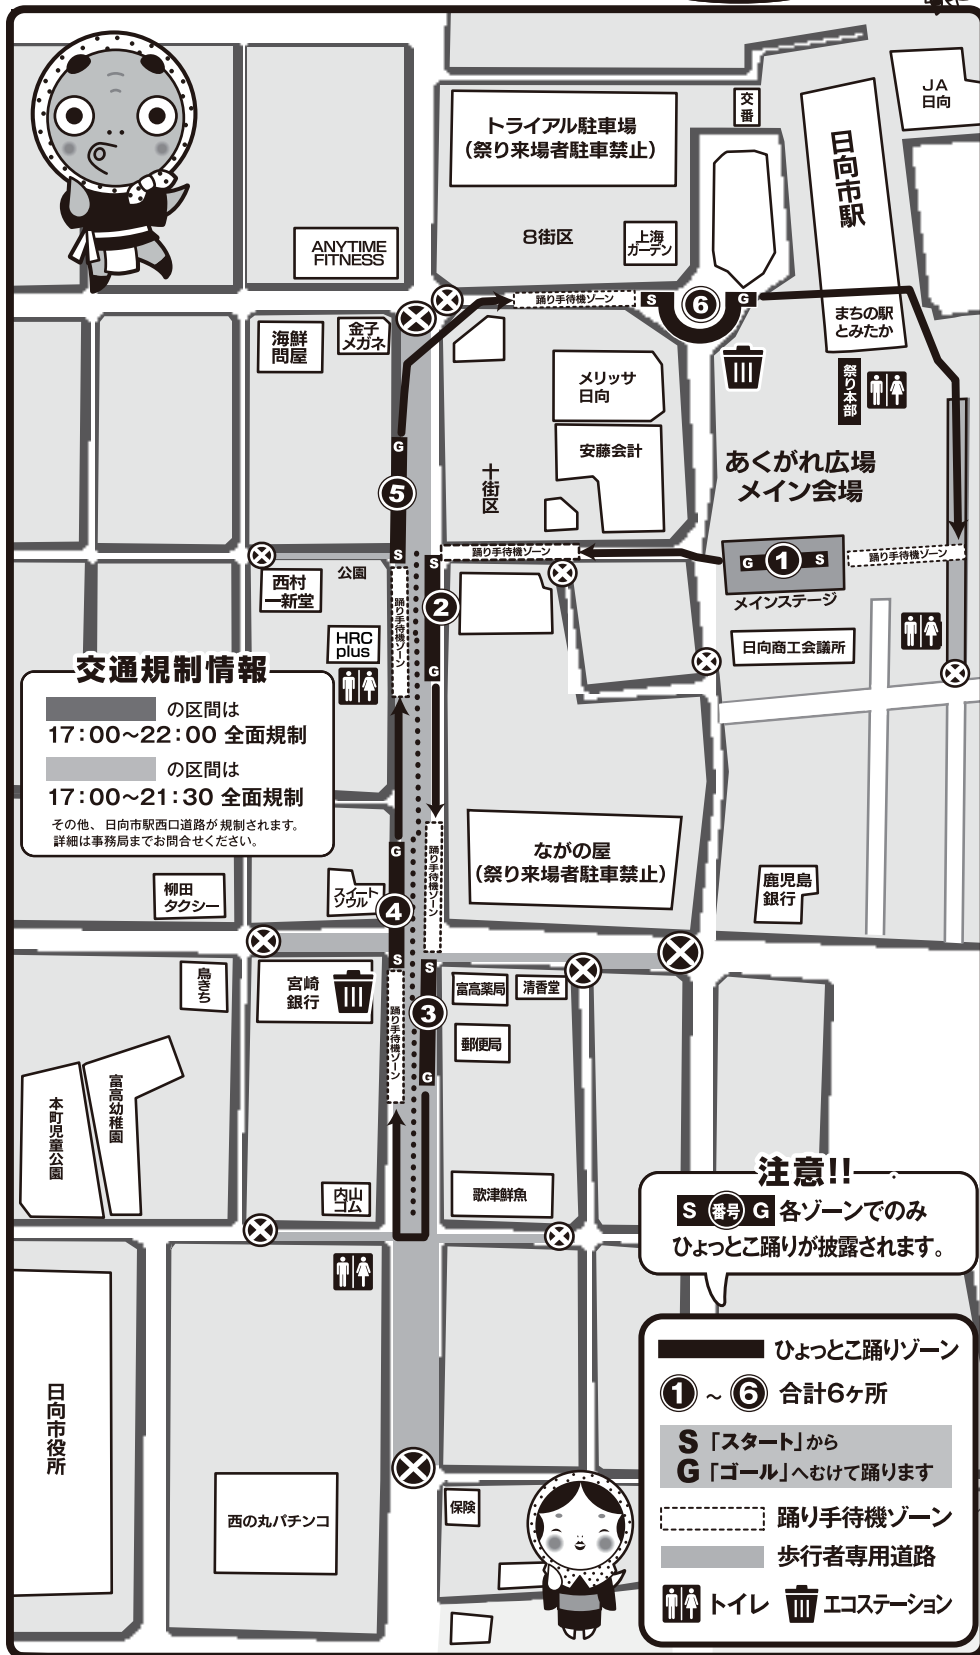 JA
日向
交番
トライアル駐車場
(祭り来場者駐車禁止)
日向市駅
8街区
上海
ガーデン
ANYTIME
FITNESS
踊り手待機ゾーン
S 6 G
まちの駅
とみたか
海鮮
問屋
金子
メガネ
メリッサ
日向
祭り本部
安藤会計
あくがれ広場
メイン会場
十街区
G
5
S
踊り手待機ゾーン
G 1 S
踊り手待機ゾーン
メインステージ
公園
西村
一新堂
踊り手待機ゾーン
S
2
G
HRC
plus
日向商工会議所
交通規制情報
の区間は
17:00~22:00 全面規制
の区間は
17:00~21:30 全面規制
その他、日向市駅西口道路が規制されます。
詳細は事務局までお問合せください。
踊り手待機ゾーン
ながの屋
(祭り来場者駐車禁止)
鹿児島
銀行
柳田
タクシー
スイート
ソウル
G
4
S
鳥きち
宮崎
銀行
踊り手待機ゾーン
S
3
G
富高薬局
清香堂
郵便局
本町児童公園
富高幼稚園
内山
ゴム
歌津鮮魚
注意!!
S 番号 G 各ゾーンでのみ
ひょっとこ踊りが披露されます。
日向市役所
西の丸パチンコ
保険
ひょっとこ踊りゾーン
1 ~ 6 合計6ヶ所
S「スタート」から
G「ゴール」へむけて踊ります
踊り手待機ゾーン
歩行者専用道路
トイレ エコステーション